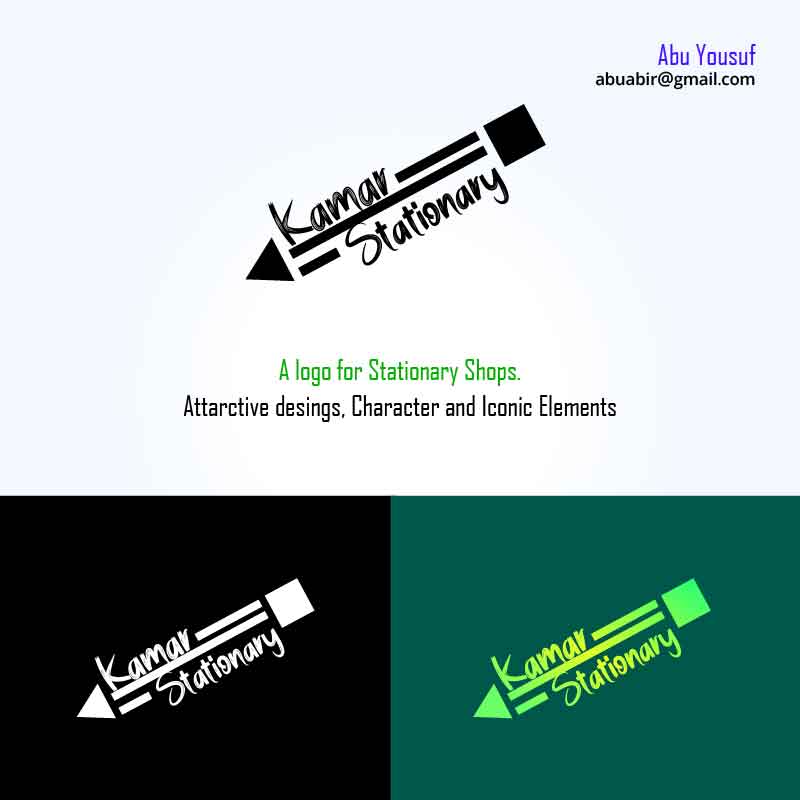 Abu Yousuf
abuabir@gmail.com
Kamar
Stationary
A logo for Stationary Shops.
Attarctive desings, Character and Iconic Elements
Kamar
Stationary
Kamar
Stationary